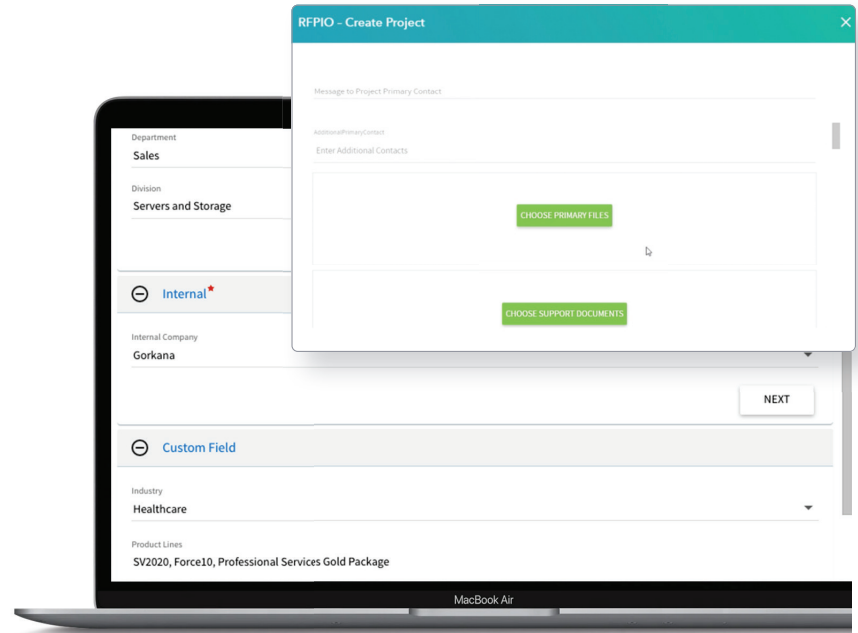 RFPIO – Create Project
Message to Project Primary Contact
AdditionalPrimaryContact
Enter Additional Contacts
CHOOSE PRIMARY FILES
CHOOSE SUPPORT DOCUMENTS
Department
Sales
Division
Servers and Storage
Internal*
Internal Company
Gorkana
NEXT
Custom Field
Industry
Healthcare
Product Lines
SV2020, Force10, Professional Services Gold Package
MacBook Air